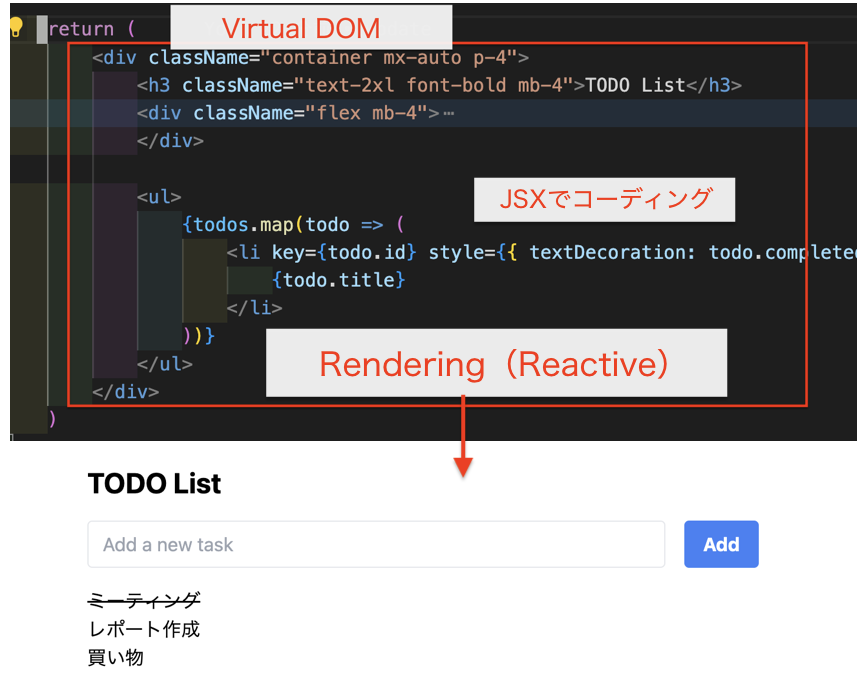 Virtual DOM
return (
<div className="container mx-auto p-4">
<h3 className="text-2xl font-bold mb-4">TODO List</h3>
<div className="flex mb-4">…
</div>
<ul>
JSXでコーディング
{todos.map(todo => (
<li key={todo.id} style={{ textDecoration: todo.completed
{todo.title}
</li>
))}
Rendering（Reactive）
</ul>
</div>
)
TODO List
Add a new task
Add
ミーティング
レポート作成
買い物